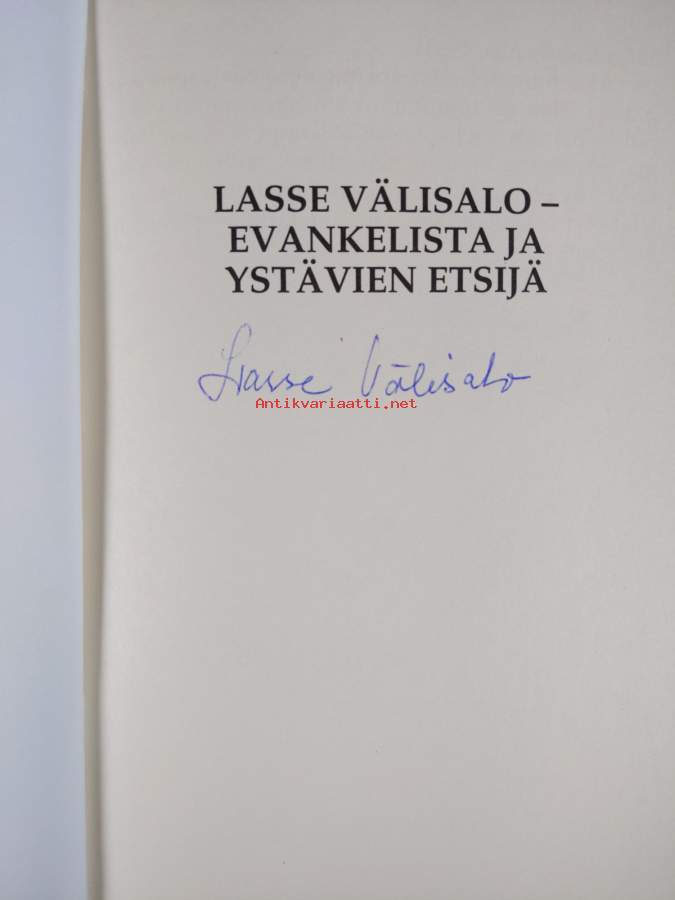 LASSE VÄLISALO –
EVANKELISTA JA
YSTÄVIEN ETSIJÄ
Lasse Välisalo
Antikvariaatti.net